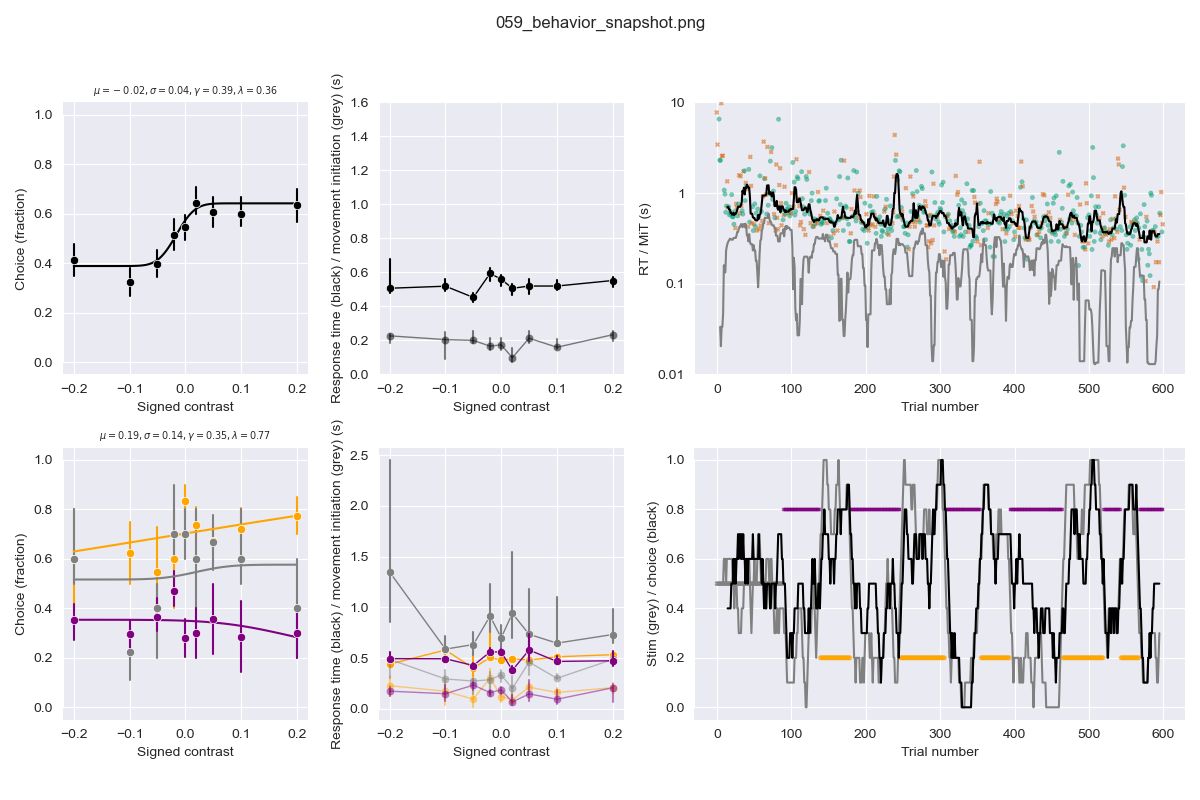 059_behavior_snapshot.png
μ = − 0.02, σ = 0.04, γ = 0.39, λ = 0.36
Choice (fraction)
1.0
0.8
0.6
0.4
0.2
0.0
−0.2 −0.1 0.0 0.1 0.2
Signed contrast
Response time (black) / movement initiation (grey) (s)
1.6
1.4
1.2
1.0
0.8
0.6
0.4
0.2
0.0
−0.2 −0.1 0.0 0.1 0.2
Signed contrast
RT / MiT (s)
10
1
0.1
0.01
0 100 200 300 400 500 600
Trial number
μ = 0.19, σ = 0.14, γ = 0.35, λ = 0.77
Choice (fraction)
1.0
0.8
0.6
0.4
0.2
0.0
−0.2 −0.1 0.0 0.1 0.2
Signed contrast
Response time (black) / movement initiation (grey) (s)
2.5
2.0
1.5
1.0
0.5
0.0
−0.2 −0.1 0.0 0.1 0.2
Signed contrast
Stim (grey) / choice (black)
1.0
0.8
0.6
0.4
0.2
0.0
0 100 200 300 400 500 600
Trial number